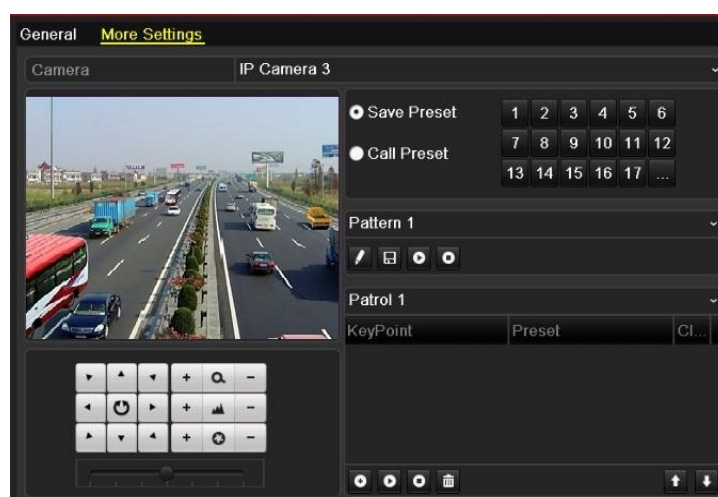 General More Settings
Camera IP Camera 3
Save Preset
Call Preset
1 2 3 4 5 6
7 8 9 10 11 12
13 14 15 16 17 ...
Pattern 1
Patrol 1
KeyPoint Preset Cl...